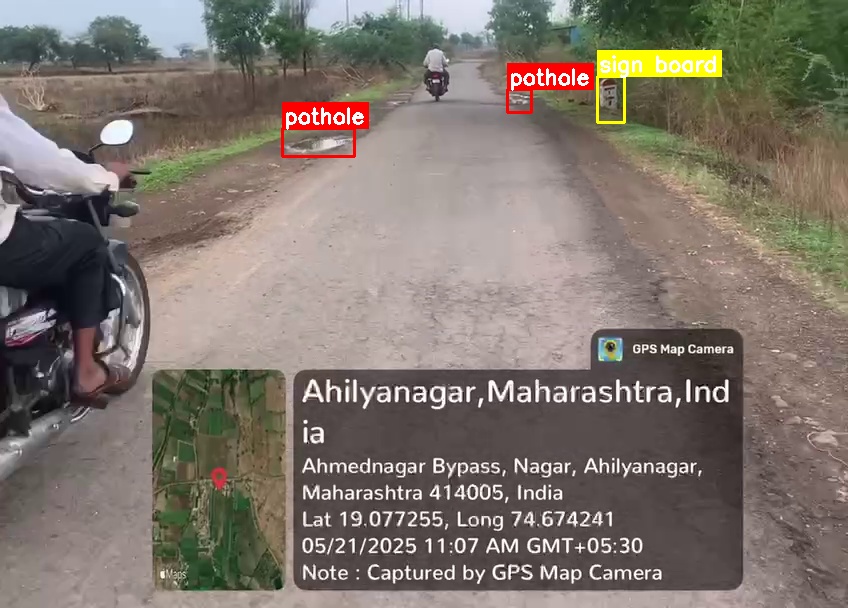 sign board
pothole
pothole
GPS Map Camera
Ahilyanagar,Maharashtra,Ind
ia
Ahmednagar Bypass, Nagar, Ahilyanagar,
Maharashtra 414005, India
Lat 19.077255, Long 74.674241
05/21/2025 11:07 AM GMT+05:30
Note : Captured by GPS Map Camera
Maps